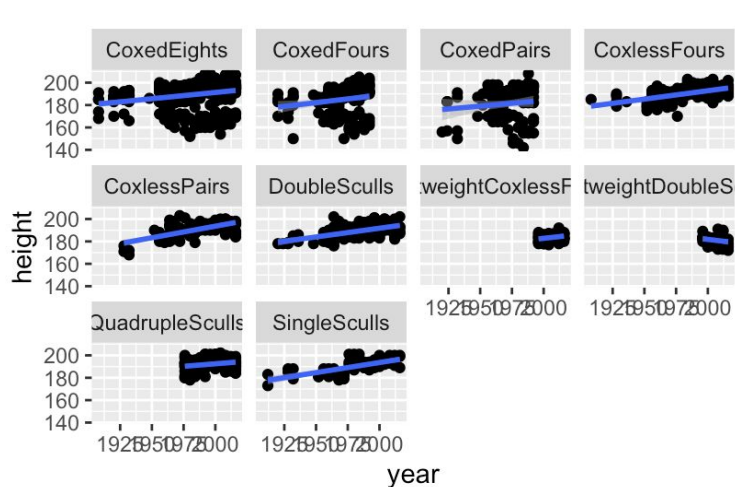 CoxedEights CoxedFours CoxedPairs CoxlessFours
200
180
160
140
CoxlessPairs DoubleSculls tweightCoxlessF tweightDoubleS
200
180
160
140
height
1925 1950 1975 2000 1925 1950 1975 2000
QuadrupleSculls SingleSculls
200
180
160
140
1925 1950 1975 2000 1925 1950 1975 2000
year